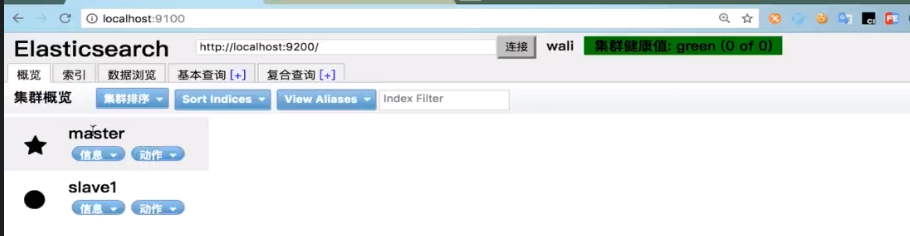 localhost:9100
Elasticsearch http://localhost:9200/ 连接 wali 集群健康值: green (0 of 0)
概览 索引 数据浏览 基本查询 [+] 复合查询 [+]
集群概览 集群排序 Sort Indices View Aliases Index Filter
master
信息 动作
slave1
信息 动作